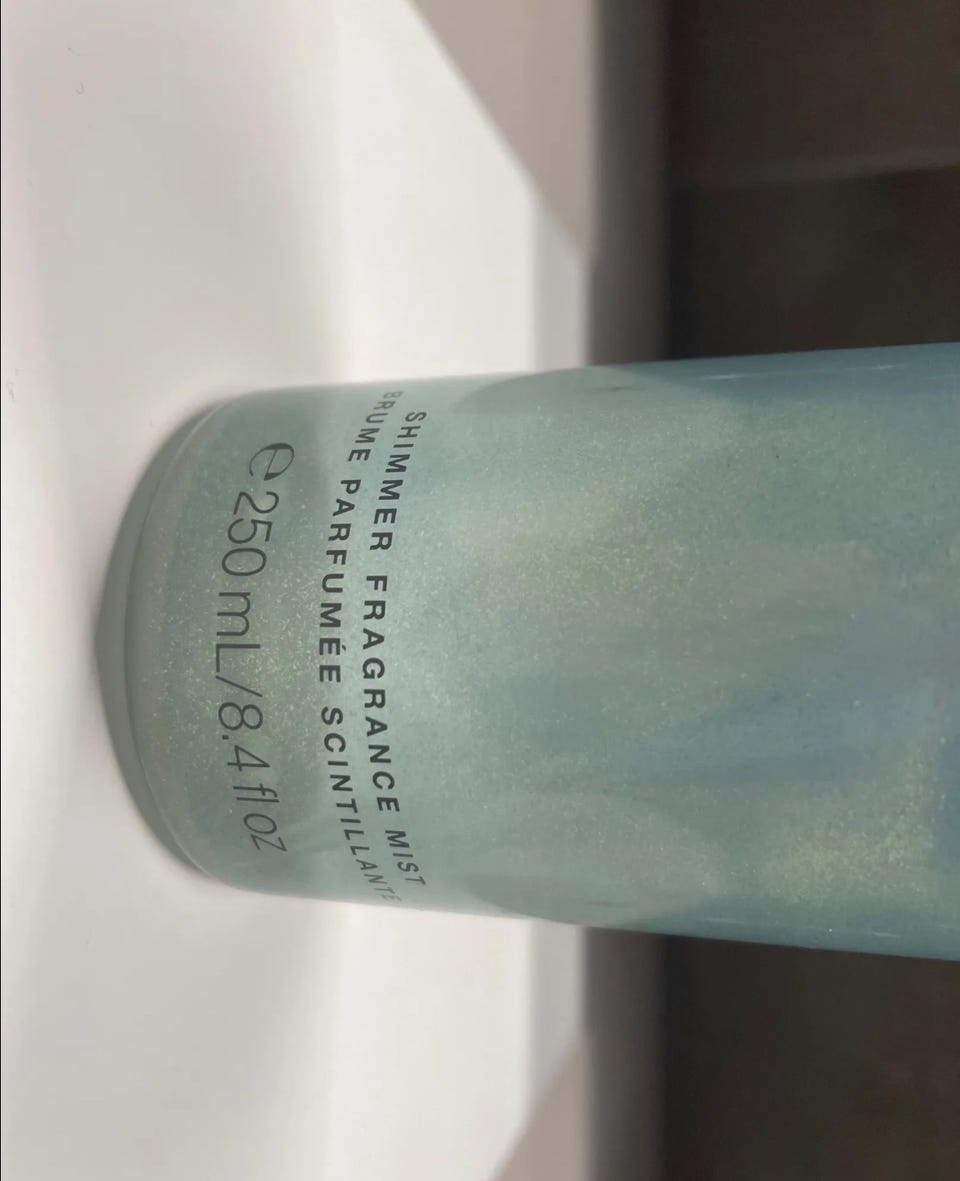 SHIMMER FRAGRANCE MIST
BRUME PARFUMÉE SCINTILLANTE
℮ 250 mL/8.4 fl oz